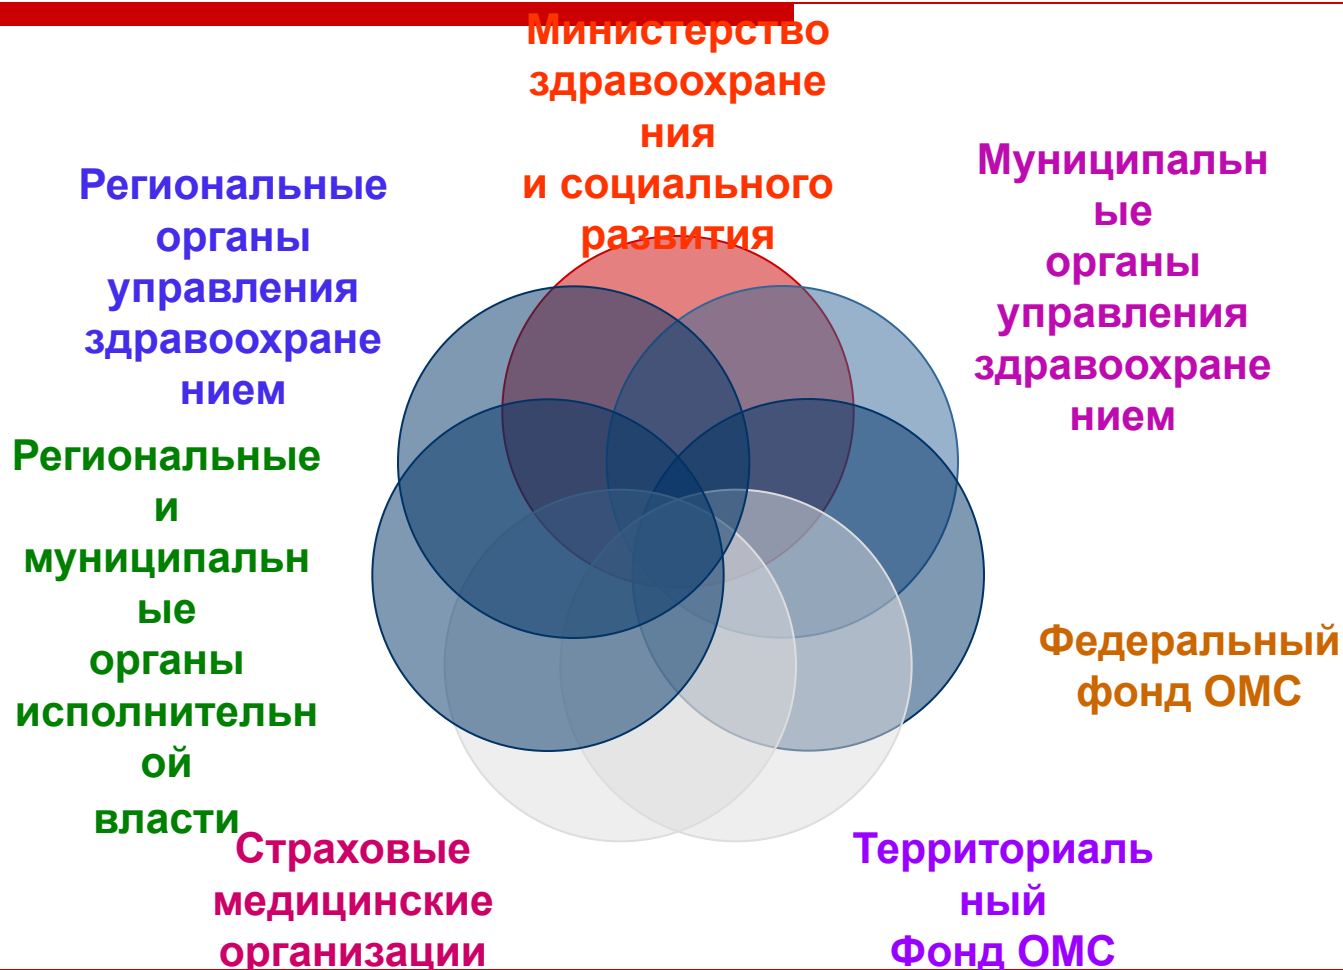 Министерство
здравоохране
ния
и социального
развития
Муниципальн
ые
органы
управления
здравоохране
нием
Региональные
органы
управления
здравоохране
нием
Региональные
и
муниципальн
ые
органы
исполнительн
ой
власти
Федеральный
фонд ОМС
Страховые
медицинские
организации
Территориаль
ный
Фонд ОМС